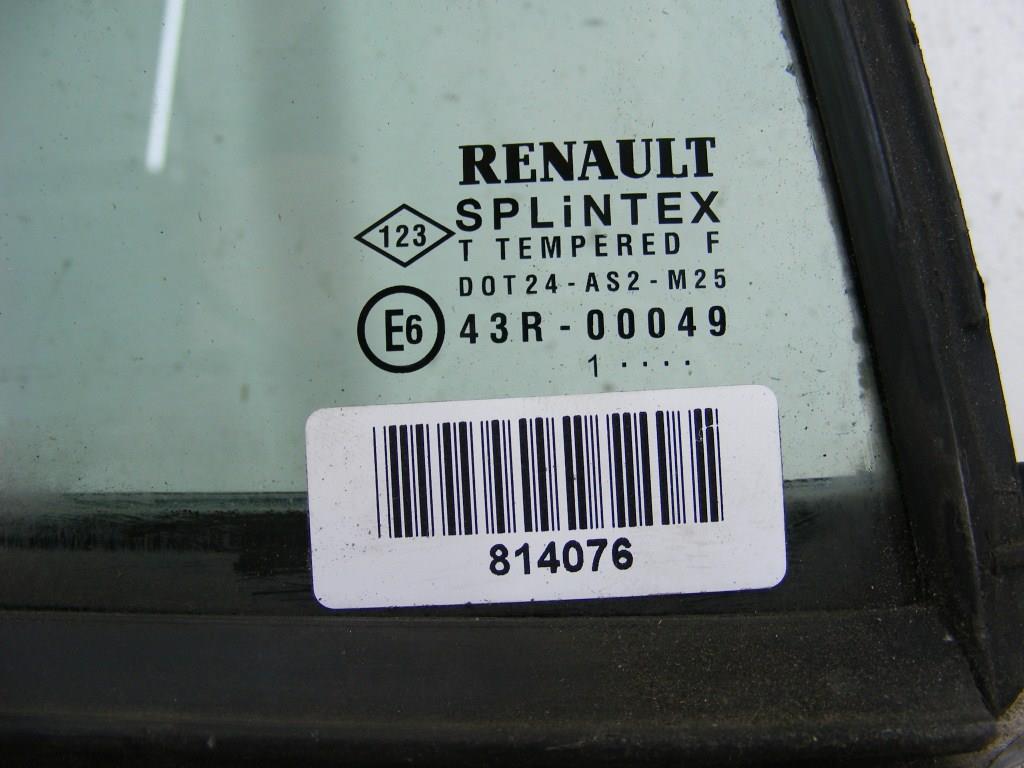 RENAULT
SPLiNTEX
123
T TEMPERED F
DOT24-AS2-M25
E6 43R-00049
1 ····
814076